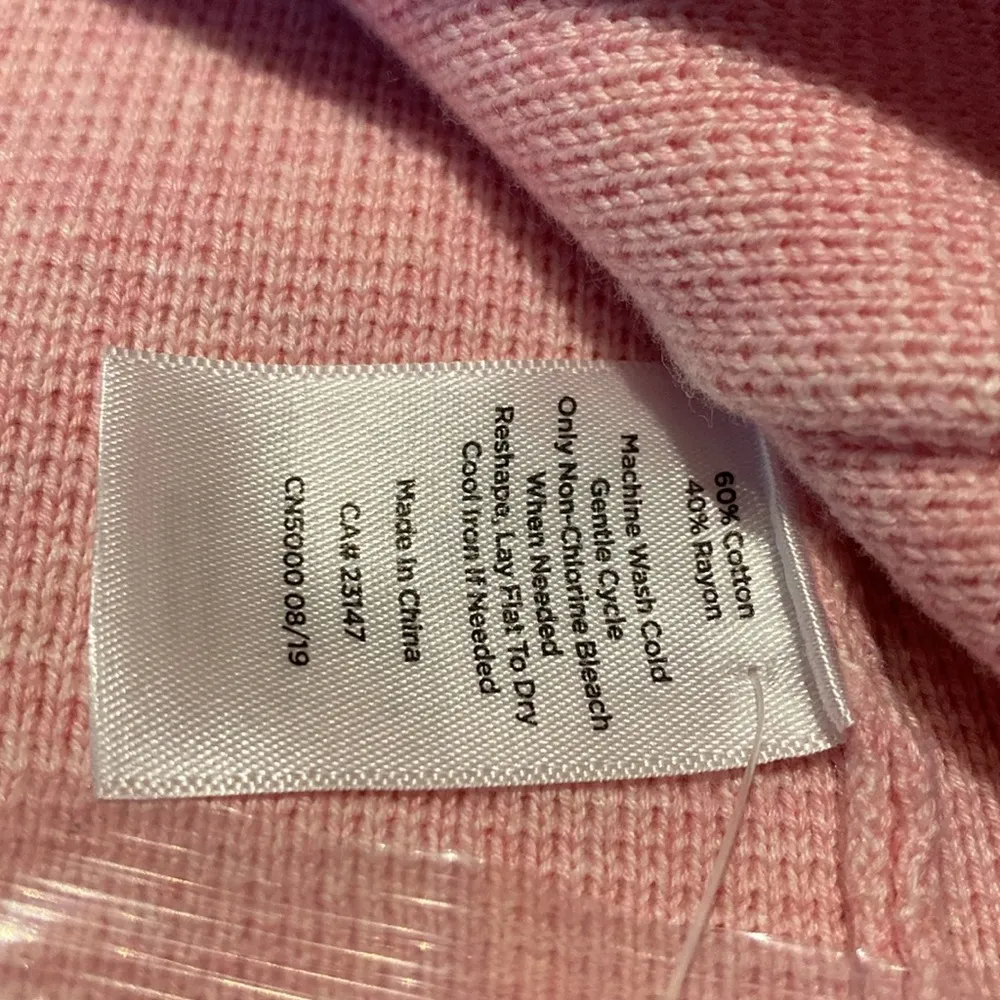 60% Cotton
40% Rayon
Machine Wash Cold
Gentle Cycle
Only Non-Chlorine Bleach
When Needed
Reshape, Lay Flat To Dry
Cool Iron If Needed
Made In China
CA# 23147
CN50000 08/19